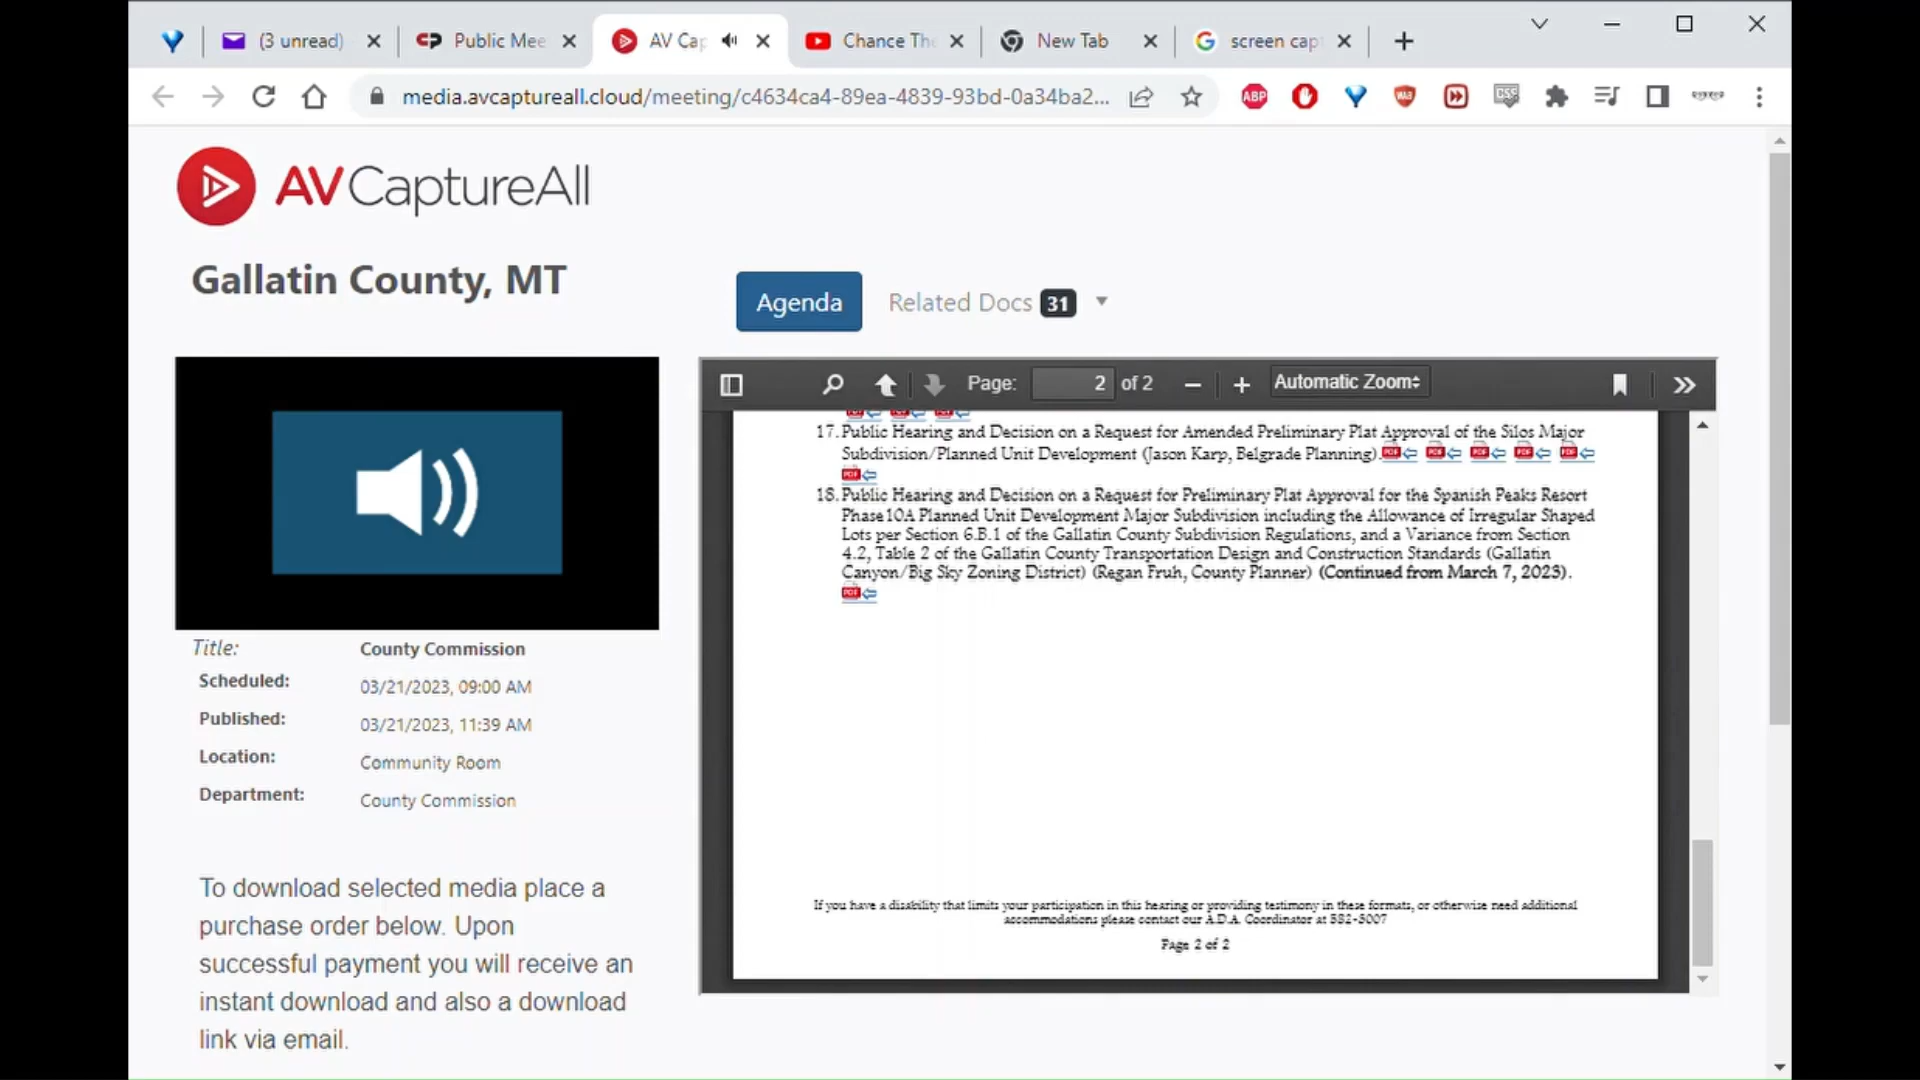 (3 unread)
Public Mee
AV Cap
Chance The
New Tab
screen cap
media.avcaptureall.cloud/meeting/c4634ca4-89ea-4839-93bd-0a34ba2...
ABP
CSS
AVCaptureAll
Gallatin County, MT
Agenda
Related Docs 31
Page: 2 of 2
Automatic Zoom
17. Public Hearing and Decision on a Request for Amended Preliminary Plat Approval of the Silos Major
Subdivision/Planned Unit Development (Jason Karp, Belgrade Planning).
18. Public Hearing and Decision on a Request for Preliminary Plat Approval for the Spanish Peaks Resort
Phase 10A Planned Unit Development Major Subdivision including the Allowance of Irregular Shaped
Lots per Section 6.B.1 of the Gallatin County Subdivision Regulations, and a Variance from Section
4.2, Table 2 of the Gallatin County Transportation Design and Construction Standards (Gallatin
Canyon/Big Sky Zoning District) (Regan Fruh, County Planner) (Continued from March 7, 2023).
If you have a disability that limits your participation in this hearing or providing testimony in these formats, or otherwise need additional
accommodations please contact our A.D.A. Coordinator at 582-3007
Page 2 of 2
Title: County Commission
Scheduled: 03/21/2023, 09:00 AM
Published: 03/21/2023, 11:39 AM
Location: Community Room
Department: County Commission
To download selected media place a
purchase order below. Upon
successful payment you will receive an
instant download and also a download
link via email.